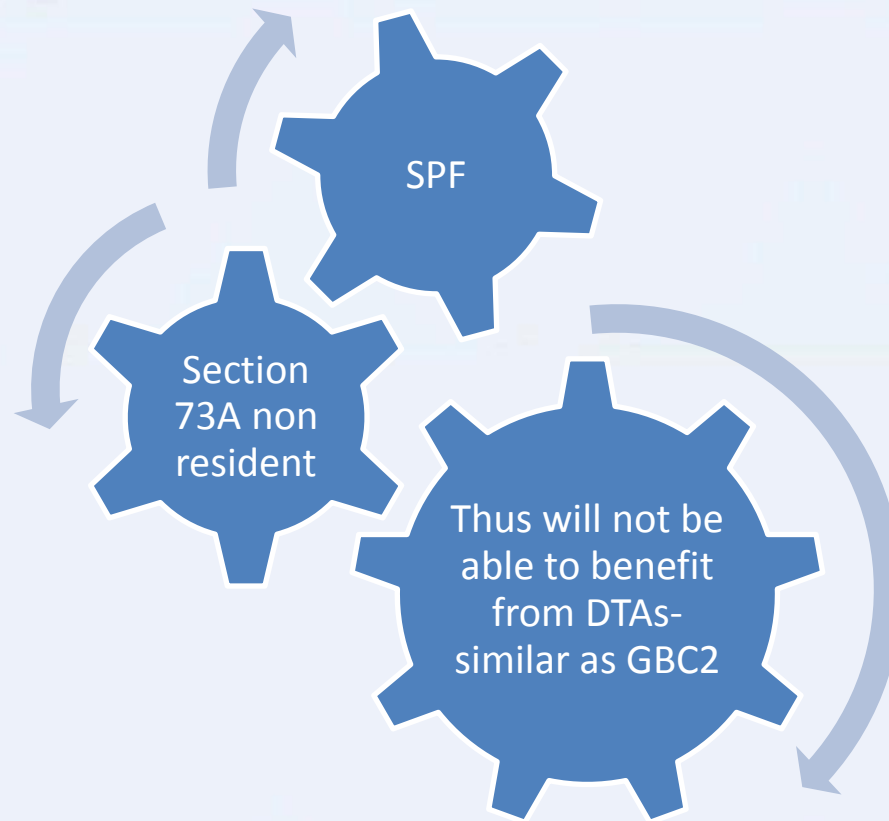 SPF
Section
73A non
resident
Thus will not be
able to benefit
from DTAs-
similar as GBC2